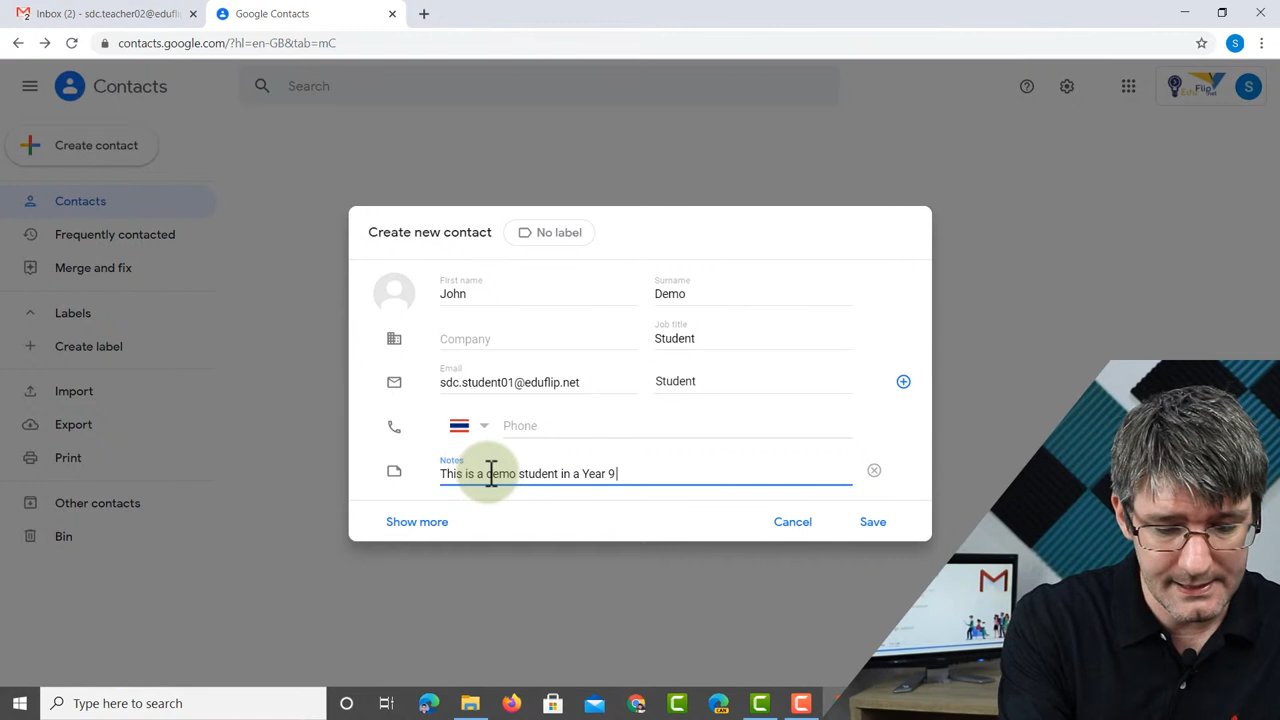 Inbox (2) - sdc.teacher02@edufli
Google Contacts
contacts.google.com/?hl=en-GB&tab=mC
S
Contacts
Search
Edu Flip
S
Create contact
Contacts
Frequently contacted
Merge and fix
Labels
Create label
Import
Export
Print
Other contacts
Bin
Create new contact
No label
First name
John
Surname
Demo
Company
Job title
Student
Email
sdc.student01@eduflip.net
Student
Phone
Notes
This is a demo student in a Year 9
Show more
Cancel
Save
Type here to search
CAN